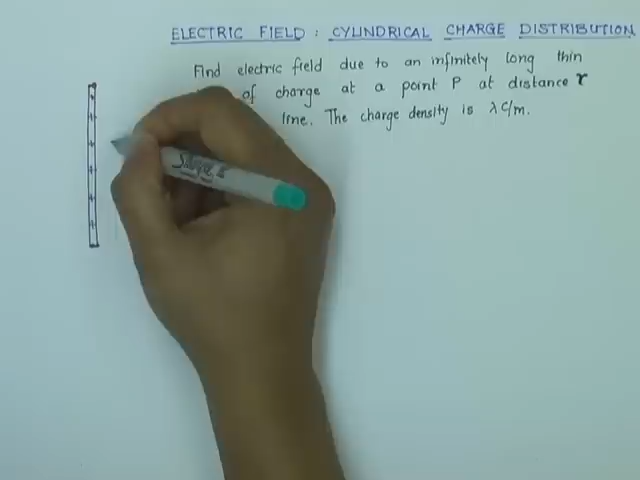 ELECTRIC FIELD : CYLINDRICAL CHARGE DISTRIBUTION
Find electric field due to an infinitely long thin
of charge at a point P at distance r
line. The charge density is λ C/m.
Sharpie